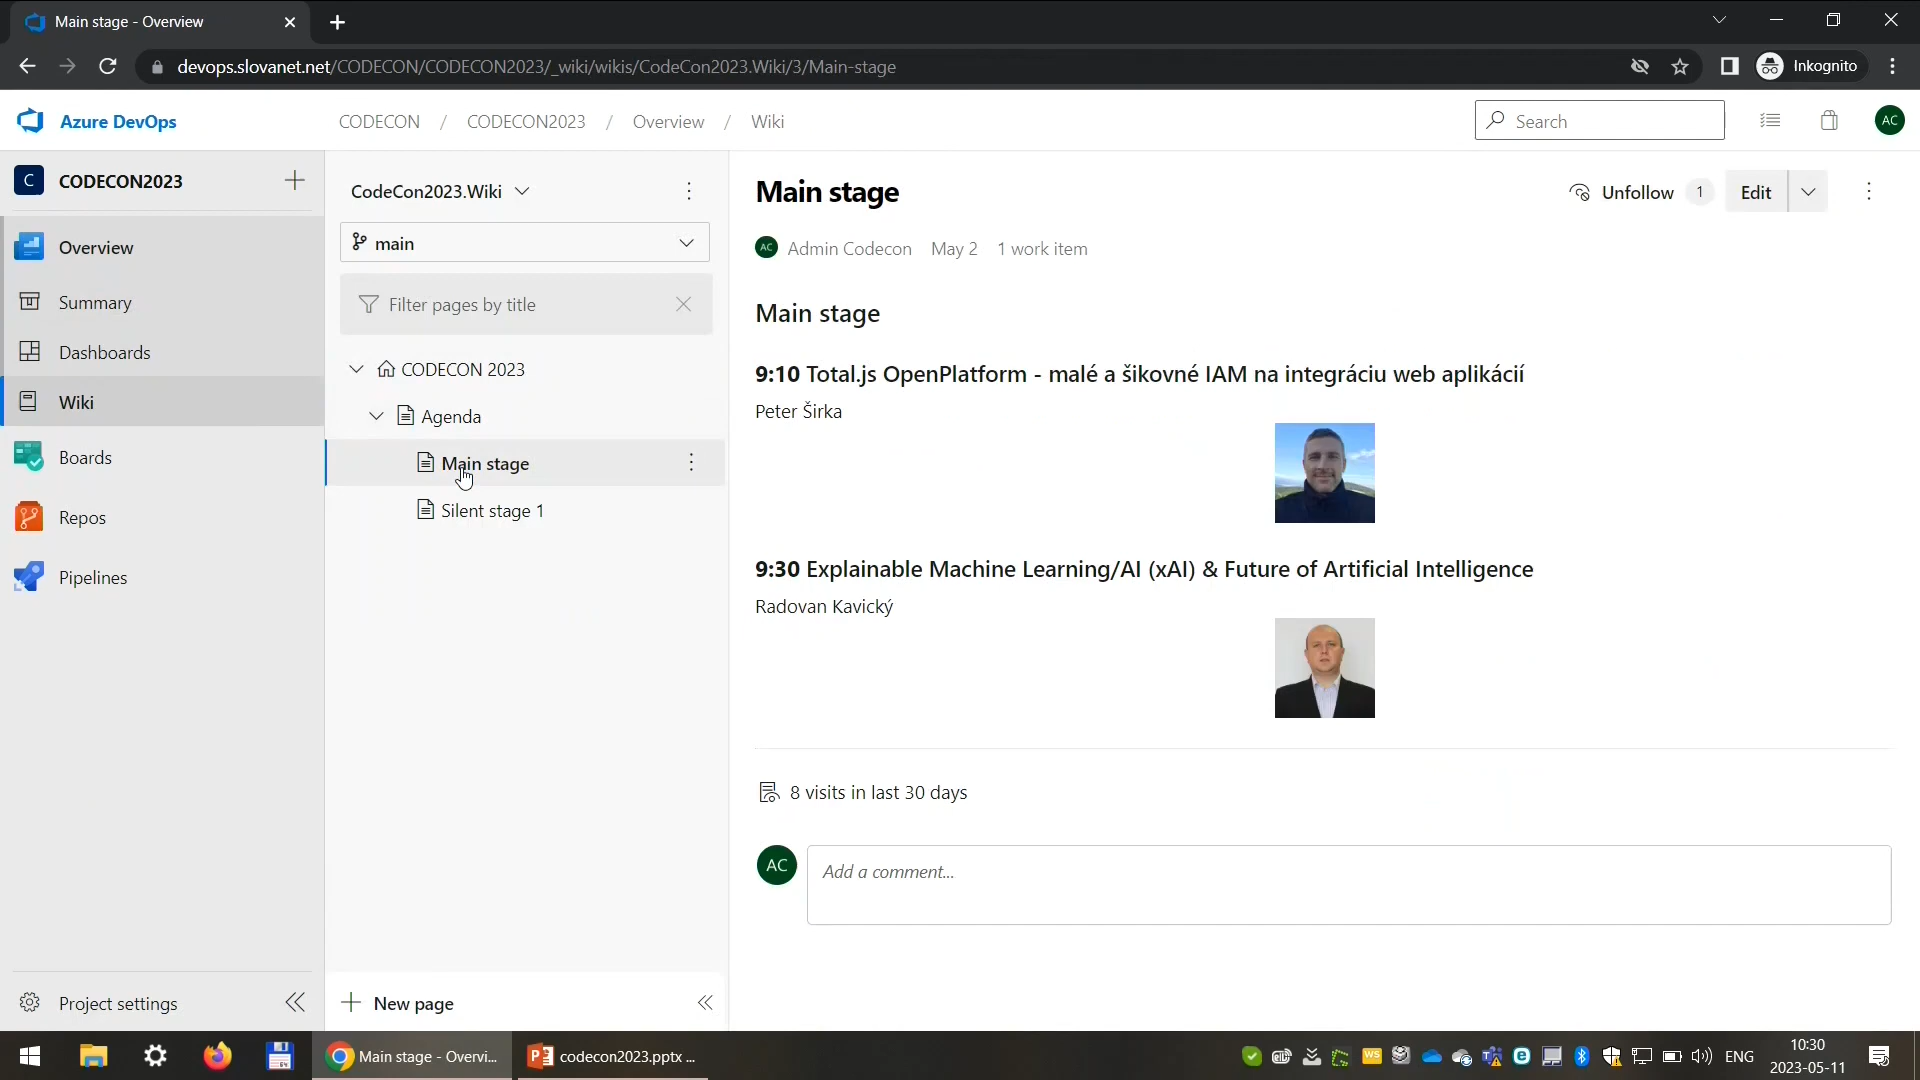 Main stage - Overview
devops.slovanet.net/CODECON/CODECON2023/_wiki/wikis/CodeCon2023.Wiki/3/Main-stage
Inkognito
Azure DevOps
CODECON / CODECON2023 / Overview / Wiki
Search
AC
C CODECON2023
Overview
Summary
Dashboards
Wiki
Boards
Repos
Pipelines
Project settings
CodeCon2023.Wiki
main
Filter pages by title
CODECON 2023
Agenda
Main stage
Silent stage 1
New page
Main stage
Unfollow 1
Edit
AC Admin Codecon May 2 1 work item
Main stage
9:10 Total.js OpenPlatform - malé a šikovné IAM na integráciu web aplikácií
Peter Širka
9:30 Explainable Machine Learning/AI (xAI) & Future of Artificial Intelligence
Radovan Kavický
8 visits in last 30 days
AC
Add a comment...
Main stage - Overvi...
codecon2023.pptx ...
WS
ENG
10:30
2023-05-11